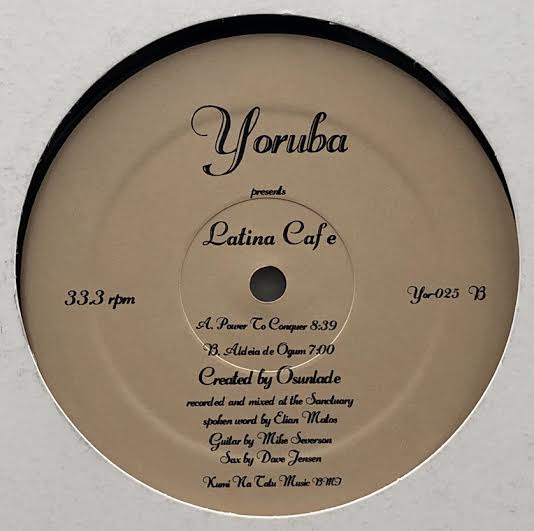 Yoruba
presents
Latina Cafe
33.3 rpm
Yor-025 B
A. Power To Conquer 8:39
B. Aldeia de Ogum 7:00
Created by Osunlade
recorded and mixed at the Sanctuary
spoken word by Elian Matos
Guitar by Mike Severson
Sax by Dave Jensen
Kumi Na Tatu Music BMI